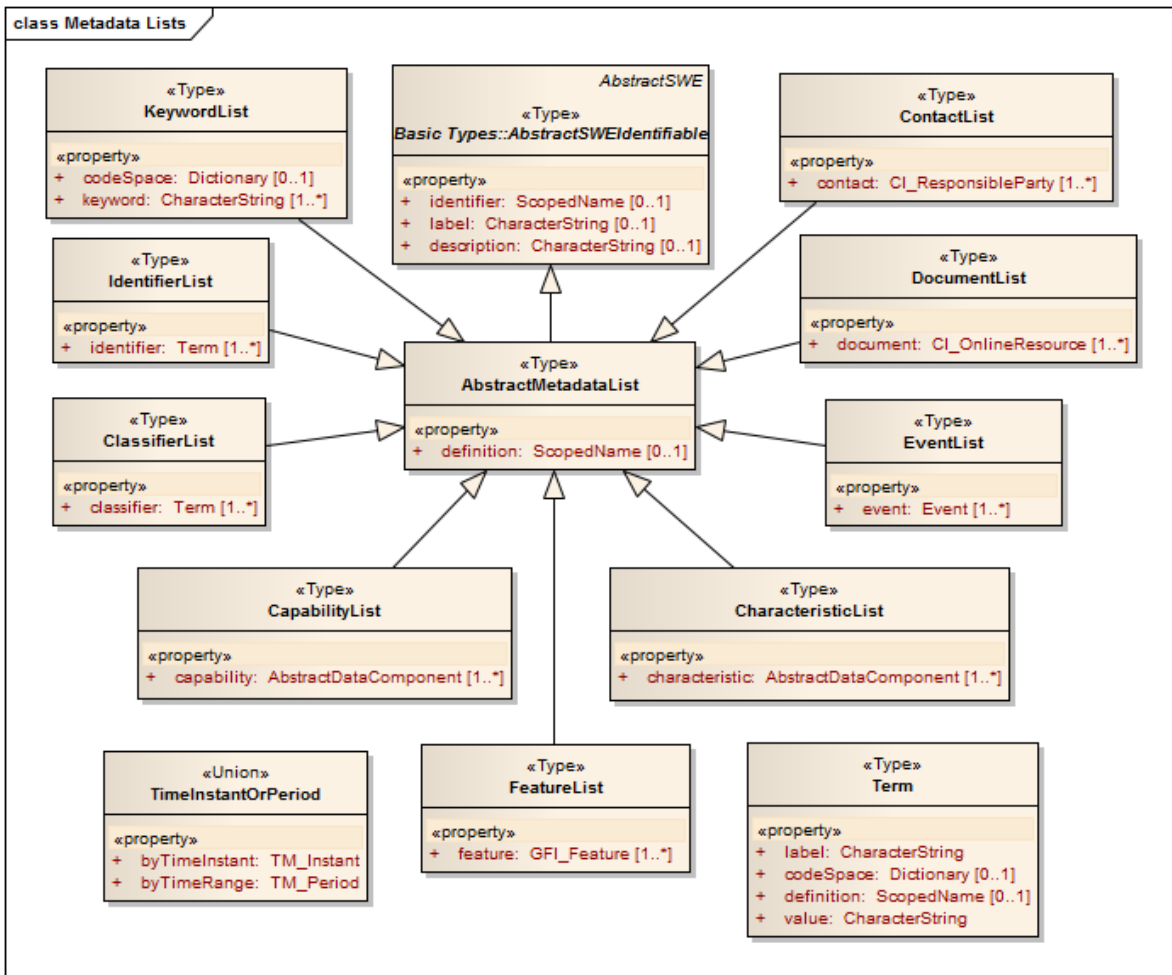 class Metadata Lists
«Type»
KeywordList
«property»
+ codeSpace: Dictionary [0..1]
+ keyword: CharacterString [1..*]
AbstractSWE
«Type»
Basic Types::AbstractSWEIdentifiable
«property»
+ identifier: ScopedName [0..1]
+ label: CharacterString [0..1]
+ description: CharacterString [0..1]
«Type»
ContactList
«property»
+ contact: CI_ResponsibleParty [1..*]
«Type»
IdentifierList
«property»
+ identifier: Term [1..*]
«Type»
DocumentList
«property»
+ document: CI_OnlineResource [1..*]
«Type»
AbstractMetadataList
«property»
+ definition: ScopedName [0..1]
«Type»
ClassifierList
«property»
+ classifier: Term [1..*]
«Type»
EventList
«property»
+ event: Event [1..*]
«Type»
CapabilityList
«property»
+ capability: AbstractDataComponent [1..*]
«Type»
CharacteristicList
«property»
+ characteristic: AbstractDataComponent [1..*]
«Union»
TimeInstantOrPeriod
«property»
+ byTimeInstant: TM_Instant
+ byTimeRange: TM_Period
«Type»
FeatureList
«property»
+ feature: GFI_Feature [1..*]
«Type»
Term
«property»
+ label: CharacterString
+ codeSpace: Dictionary [0..1]
+ definition: ScopedName [0..1]
+ value: CharacterString